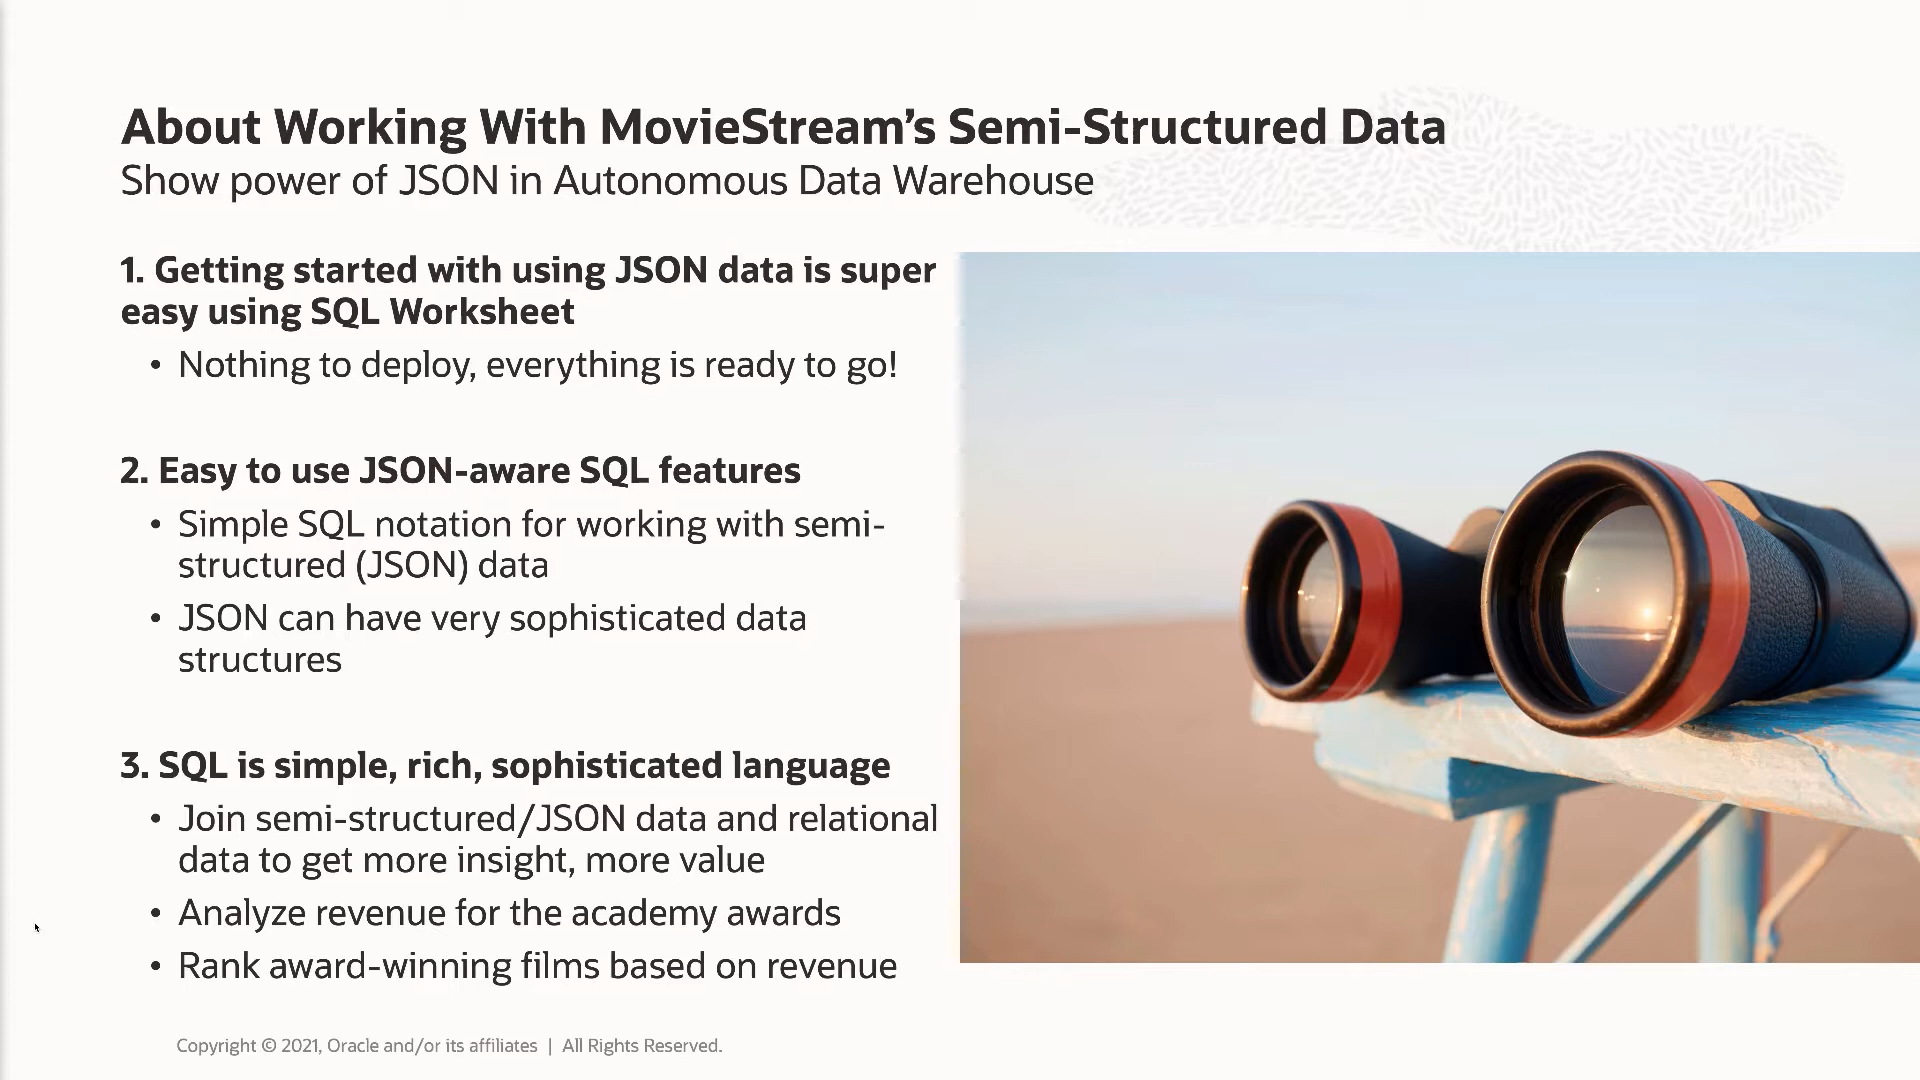 About Working With MovieStream’s Semi-Structured Data
Show power of JSON in Autonomous Data Warehouse
1. Getting started with using JSON data is super
easy using SQL Worksheet
• Nothing to deploy, everything is ready to go!
2. Easy to use JSON-aware SQL features
• Simple SQL notation for working with semi-
structured (JSON) data
• JSON can have very sophisticated data
structures
3. SQL is simple, rich, sophisticated language
• Join semi-structured/JSON data and relational
data to get more insight, more value
• Analyze revenue for the academy awards
• Rank award-winning films based on revenue
Copyright © 2021, Oracle and/or its affiliates | All Rights Reserved.